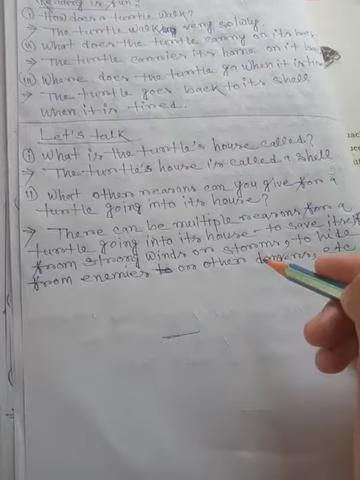 Reading is fun!
(i) How does a turtle walk?
→ The turtle walks very solwly.
(ii) What does the turtle carry on its back
→ The turtle carries its home on it
(iii) Where does the turtle go when it is
→ The turtle goes back to its shell
when it is tired.
Let's talk
(i) What is the turtle's house called?
→ The turtle's house is called a shell
(ii) What other reasons can you give for a
turtle going into its house?
→ There can be multiple reasons for a
turtle going into its house - to save itself
from strong winds or storms, to hide
from enemies or other etc